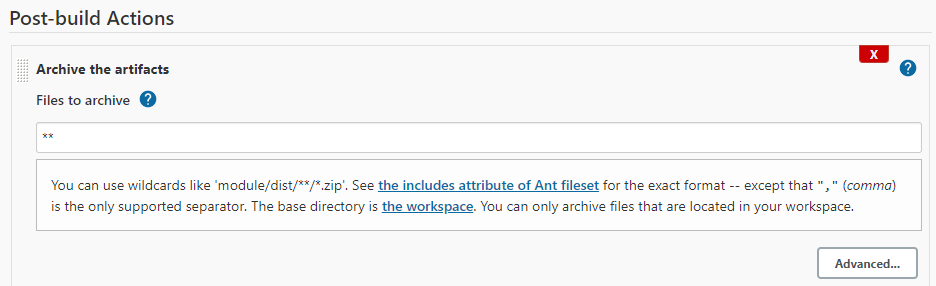 Post-build Actions
X
Archive the artifacts
?
Files to archive ?
**
You can use wildcards like 'module/dist/**/*.zip'. See the includes attribute of Ant fileset for the exact format -- except that "," (comma)
is the only supported separator. The base directory is the workspace. You can only archive files that are located in your workspace.
Advanced...